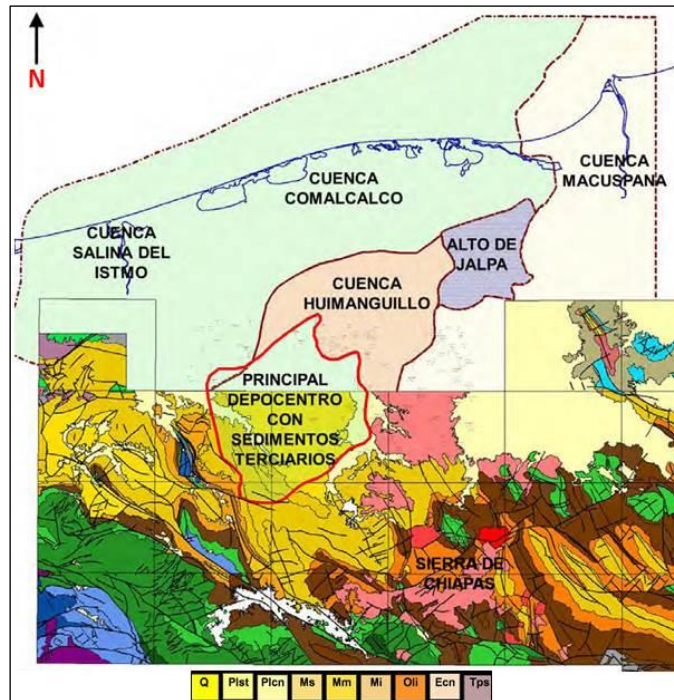 N
CUENCA
MACUSPANA
CUENCA
COMALCALCO
CUENCA
SALINA DEL
ISTMO
ALTO DE
JALPA
CUENCA
HUIMANGUILLO
PRINCIPAL
DEPOCENTRO
CON
SEDIMENTOS
TERCIARIOS
SIERRA DE
CHIAPAS
Q Plst Plcn Ms Mm Mi Oli Ecn Tps